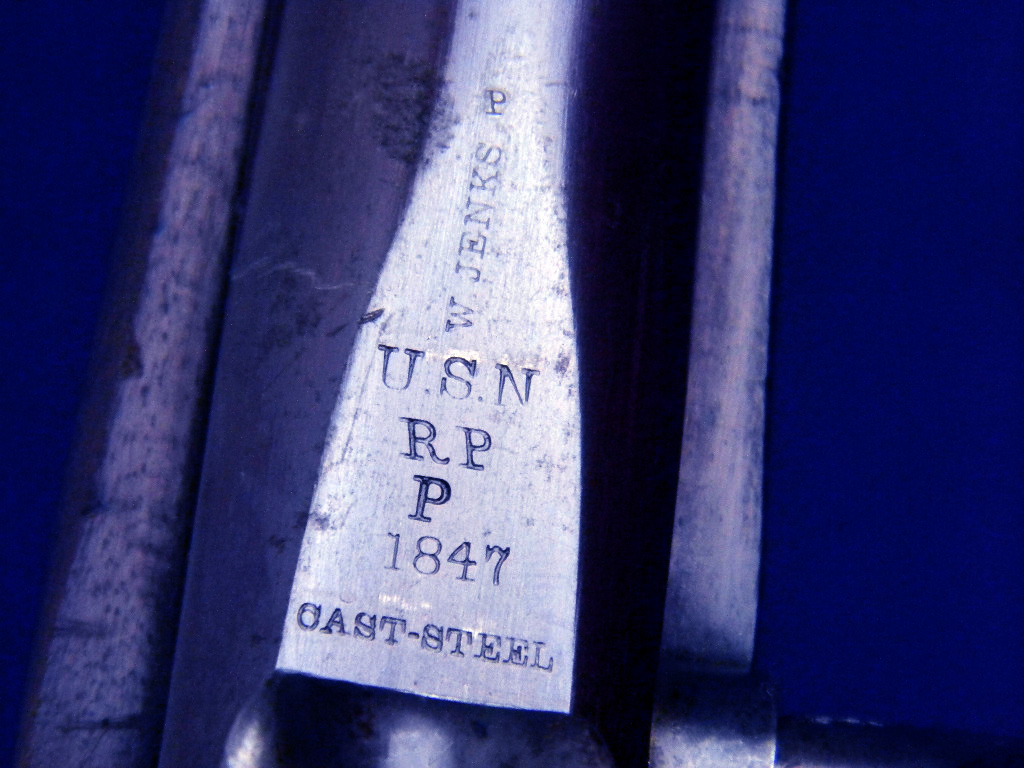 W JENKS P
U.S.N
RP
P
1847
CAST-STEEL